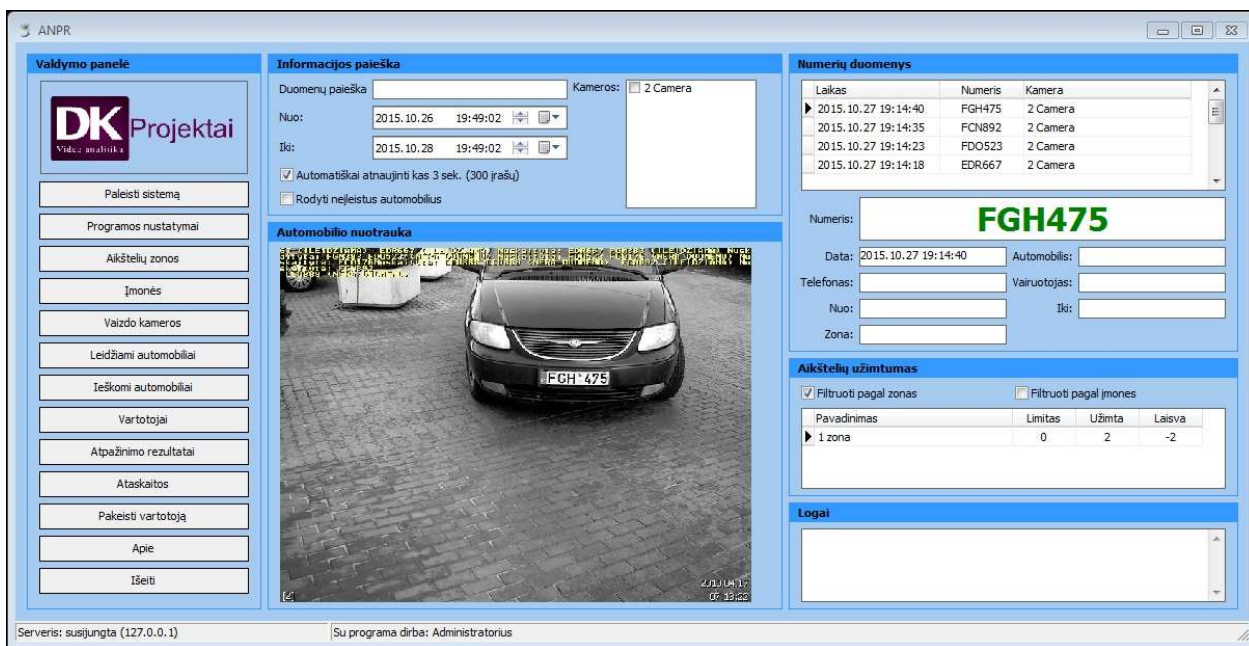 ANPR
Valdymo panelė
DK Projektai
Video analitika
Paleisti sistemą
Programos nustatymai
Aikštelių zonos
Įmonės
Vaizdo kameros
Leidžiami automobiliai
Ieškomi automobiliai
Vartotojai
Atpažinimo rezultatai
Ataskaitos
Pakeisti vartotoją
Apie
Išeiti
Informacijos paieška
Duomenų paieška
Kameros: 2 Camera
Nuo: 2015.10.26 19:49:02
Iki: 2015.10.28 19:49:02
Automatiškai atnaujinti kas 3 sek. (300 įrašų)
Rodyti neįleistus automobilius
Automobilio nuotrauka
FGH 475
Numerių duomenys
Laikas Numeris Kamera
2015.10.27 19:14:40 FGH475 2 Camera
2015.10.27 19:14:35 FCN892 2 Camera
2015.10.27 19:14:23 FDO523 2 Camera
2015.10.27 19:14:18 EDR667 2 Camera
Numeris: FGH475
Data: 2015.10.27 19:14:40 Automobilis:
Telefonas: Vairuotojas:
Nuo: Iki:
Zona:
Aikštelių užimtumas
Filtruoti pagal zonas Filtruoti pagal įmones
Pavadinimas Limitas Užimta Laisva
1 zona 0 2 -2
Logai
Serveris: susijungta (127.0.0.1) Su programa dirba: Administratorius